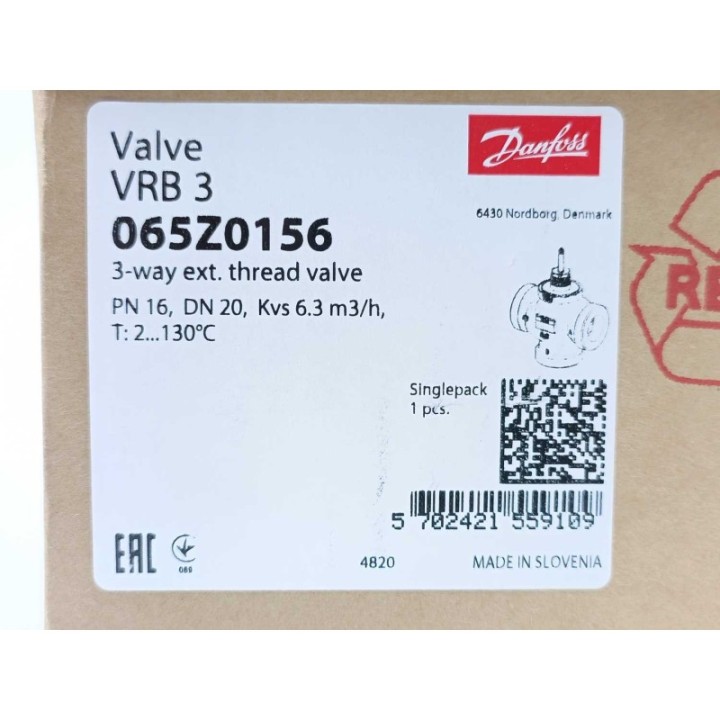 Valve
VRB 3
065Z0156
3-way ext. thread valve
PN 16, DN 20, Kvs 6.3 m3/h,
T: 2...130°C
Danfoss
6430 Nordborg, Denmark
Singlepack
1 pcs.
5 702421 559109
EAC
089
4820
MADE IN SLOVENIA